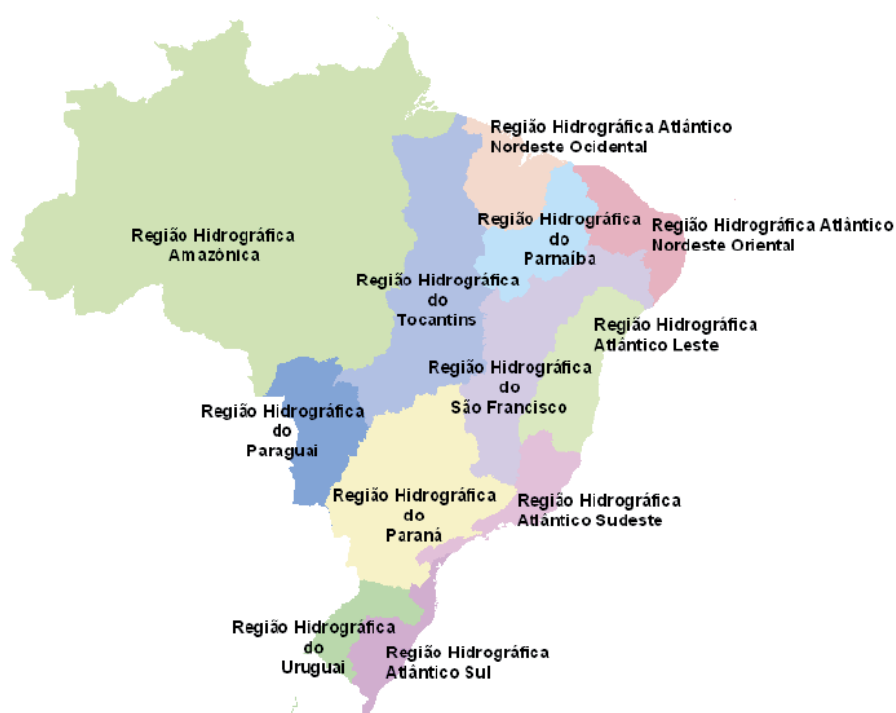 Região Hidrográfica Atlântico
Nordeste Ocidental
Região Hidrográfica
do
Parnaíba
Região Hidrográfica Atlântico
Nordeste Oriental
Região Hidrográfica
Amazônica
Região Hidrográfica
do
Tocantins
Região Hidrográfica
Atlântico Leste
Região Hidrográfica
do
São Francisco
Região Hidrográfica
do
Paraguai
Região Hidrográfica
do
Paraná
Região Hidrográfica
Atlântico Sudeste
Região Hidrográfica
do
Uruguai
Região Hidrográfica
Atlântico Sul